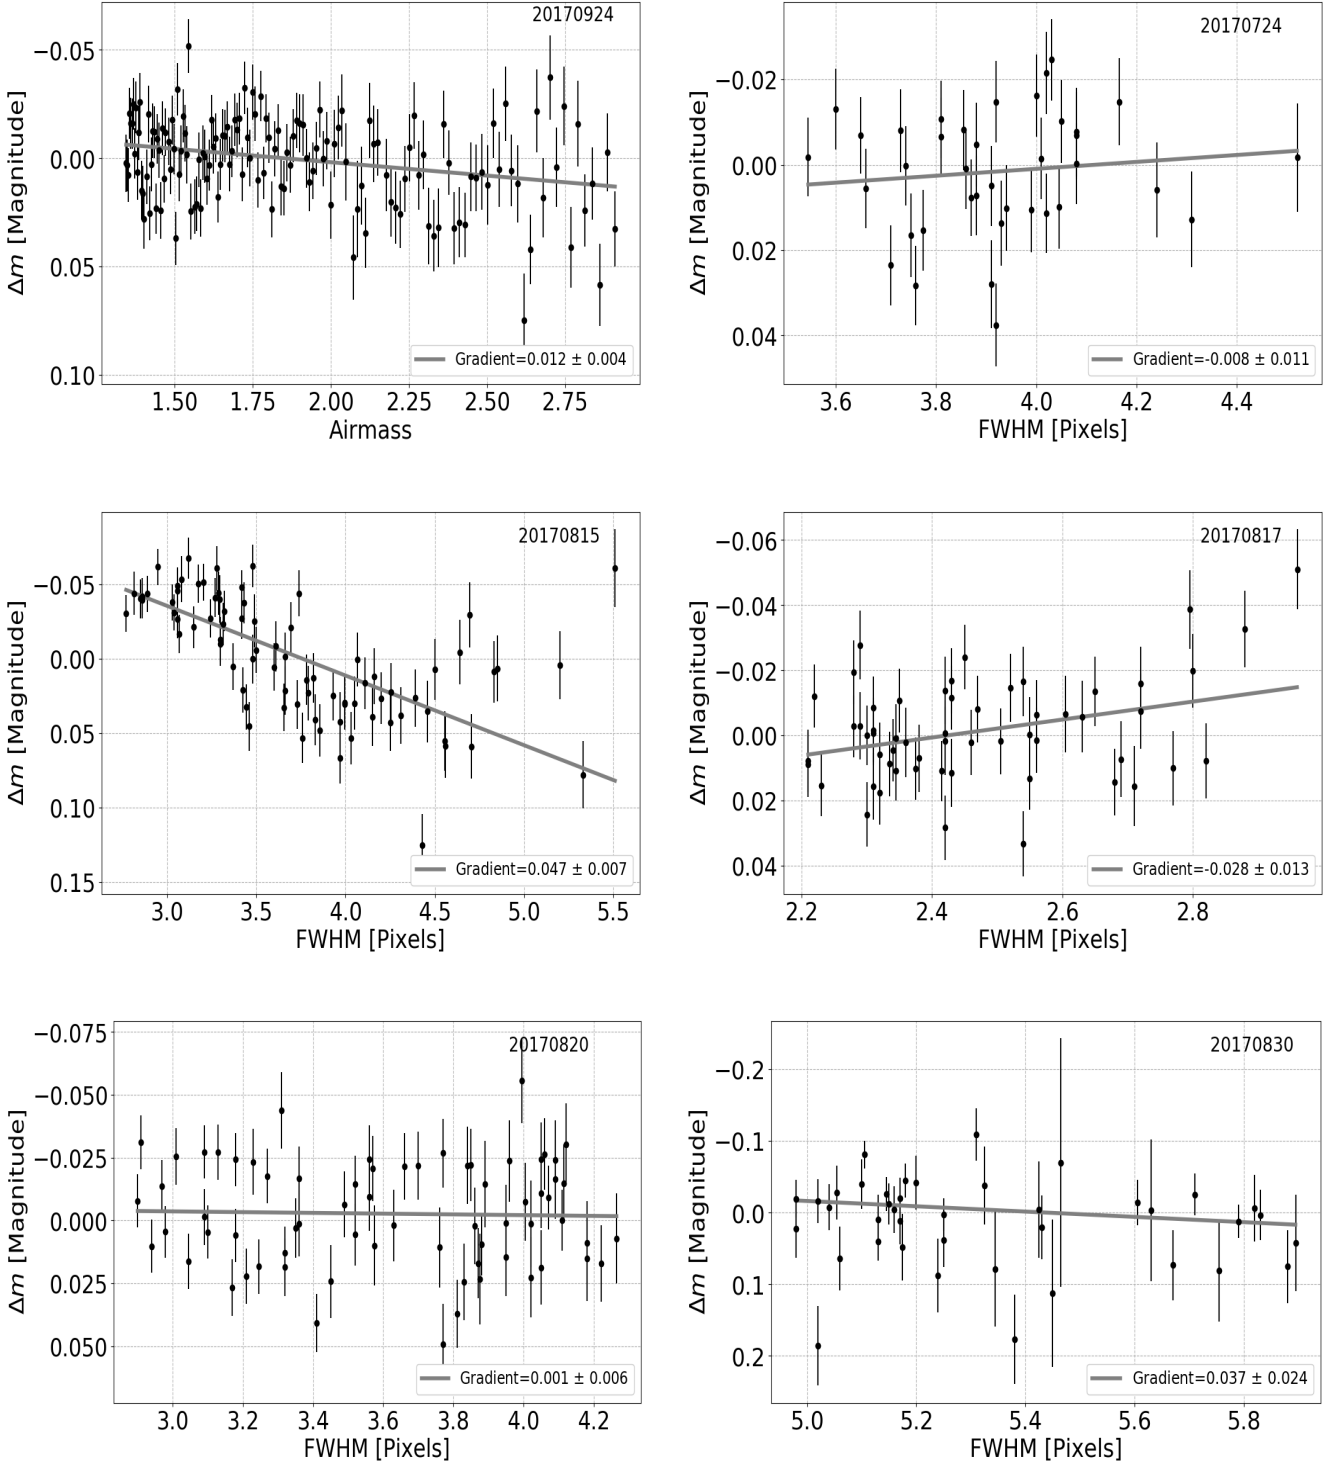 20170924
−0.05
0.00
0.05
0.10
Δm [Magnitude]
Gradient=0.012 ± 0.004
1.50 1.75 2.00 2.25 2.50 2.75
Airmass
20170724
−0.02
0.00
0.02
0.04
Δm [Magnitude]
Gradient=-0.008 ± 0.011
3.6 3.8 4.0 4.2 4.4
FWHM [Pixels]
20170815
−0.05
0.00
0.05
0.10
0.15
Δm [Magnitude]
Gradient=0.047 ± 0.007
3.0 3.5 4.0 4.5 5.0 5.5
FWHM [Pixels]
20170817
−0.06
−0.04
−0.02
0.00
0.02
0.04
Δm [Magnitude]
Gradient=-0.028 ± 0.013
2.2 2.4 2.6 2.8
FWHM [Pixels]
20170820
−0.075
−0.050
−0.025
0.000
0.025
0.050
Δm [Magnitude]
Gradient=0.001 ± 0.006
3.0 3.2 3.4 3.6 3.8 4.0 4.2
FWHM [Pixels]
20170830
−0.2
−0.1
0.0
0.1
0.2
Δm [Magnitude]
Gradient=0.037 ± 0.024
5.0 5.2 5.4 5.6 5.8
FWHM [Pixels]